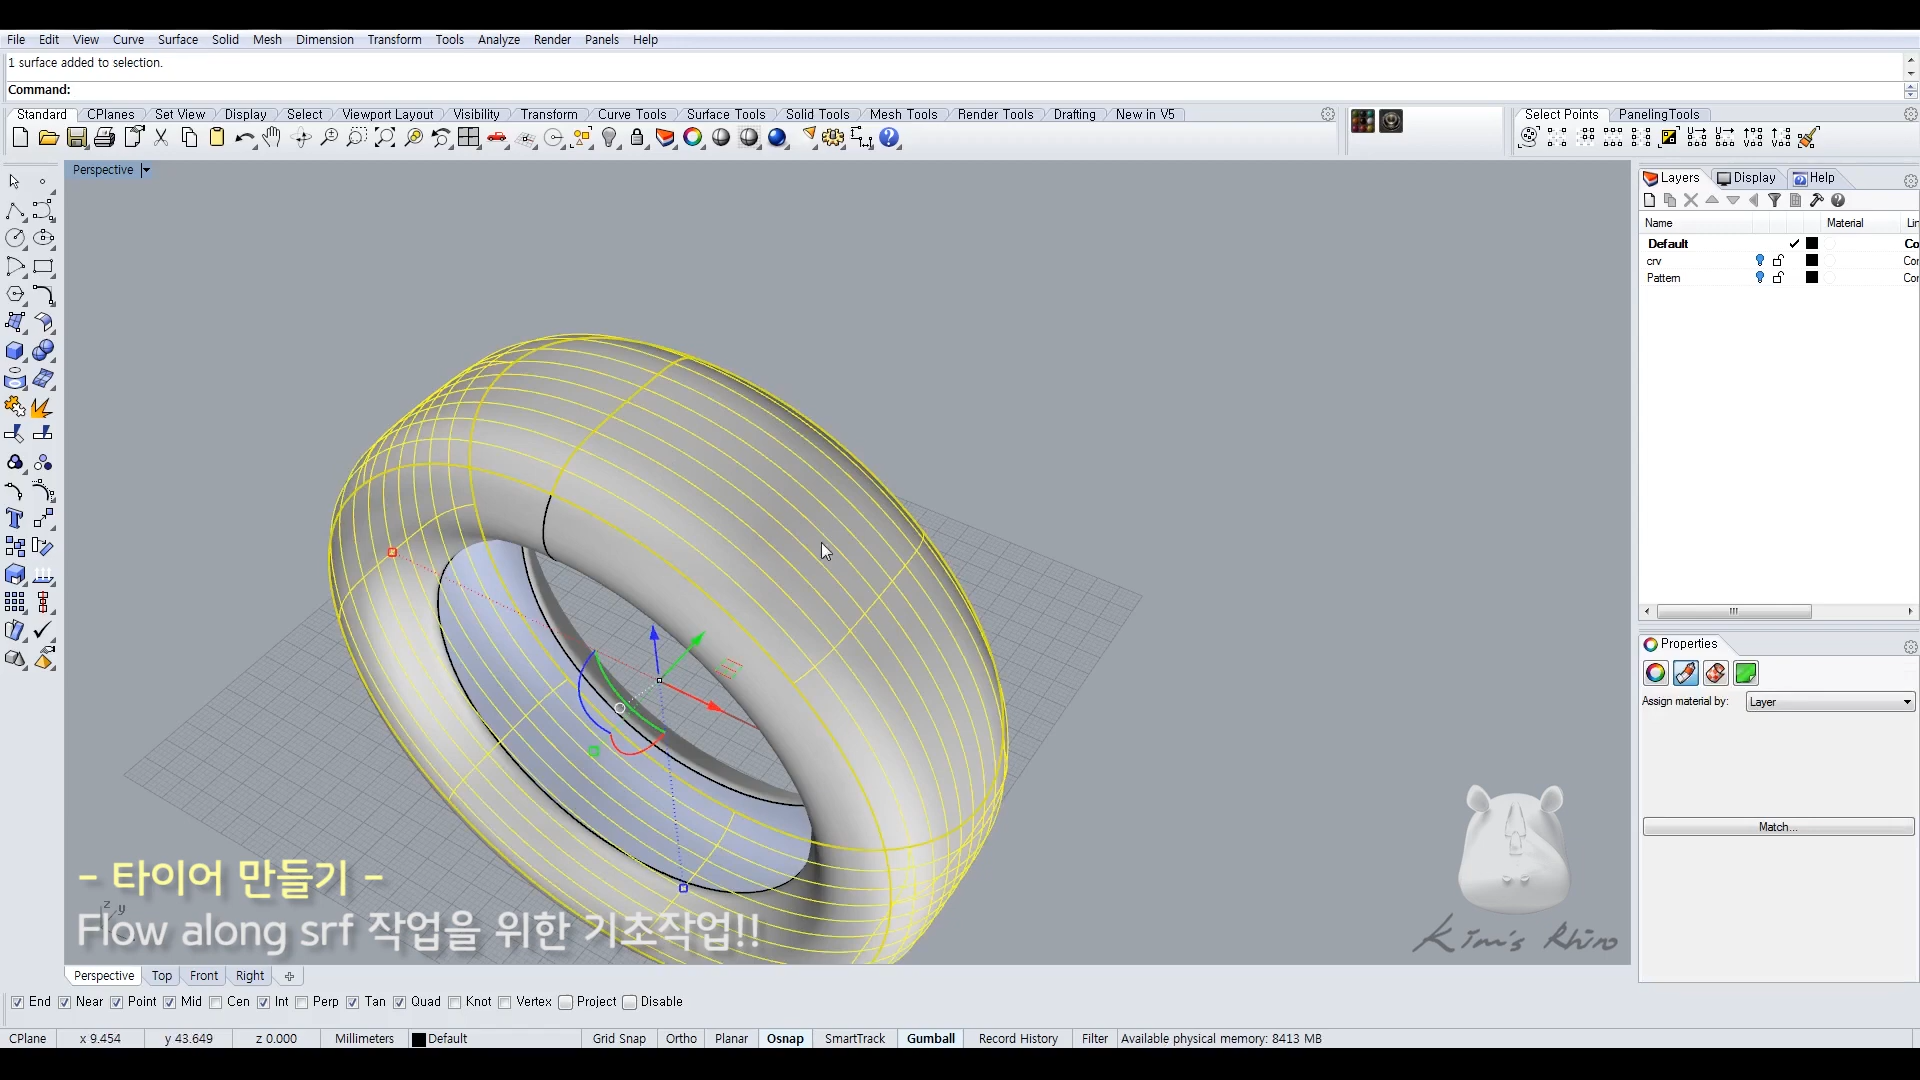 File Edit View Curve Surface Solid Mesh Dimension Transform Tools Analyze Render Panels Help
1 surface added to selection.
Command:
Standard CPlanes Set View Display Select Viewport Layout Visibility Transform Curve Tools Surface Tools Solid Tools Mesh Tools Render Tools Drafting New in V5 Select Points PanelingTools
Perspective
Layers Display Help
Name Material Lin
Default Co
crv Cor
Pattern Cor
Properties
Assign material by: Layer
Match...
z y
- 타이어 만들기 -
Flow along srf 작업을 위한 기초작업!!
Kim's Rhino
Perspective Top Front Right
End Near Point Mid Cen Int Perp Tan Quad Knot Vertex Project Disable
CPlane x 9.454 y 43.649 z 0.000 Millimeters Default Grid Snap Ortho Planar Osnap SmartTrack Gumball Record History Filter Available physical memory: 8413 MB